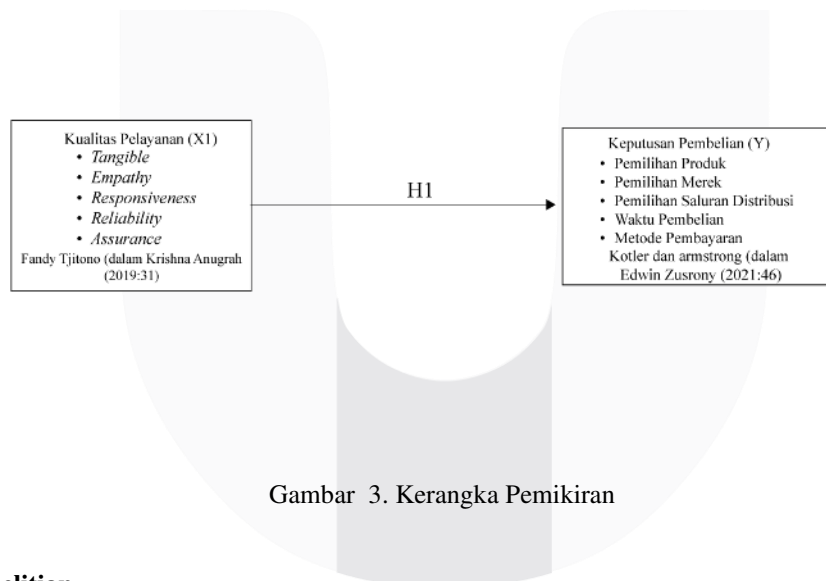 Kualitas Pelayanan (X1)
• Tangible
• Empathy
• Responsiveness
• Reliability
• Assurance
Fandy Tjitono (dalam Krishna Anugrah
(2019:31)
H1
Keputusan Pembelian (Y)
• Pemilihan Produk
• Pemilihan Merek
• Pemilihan Saluran Distribusi
• Waktu Pembelian
• Metode Pembayaran
Kotler dan armstrong (dalam
Edwin Zusrony (2021:46)
Gambar 3. Kerangka Pemikiran